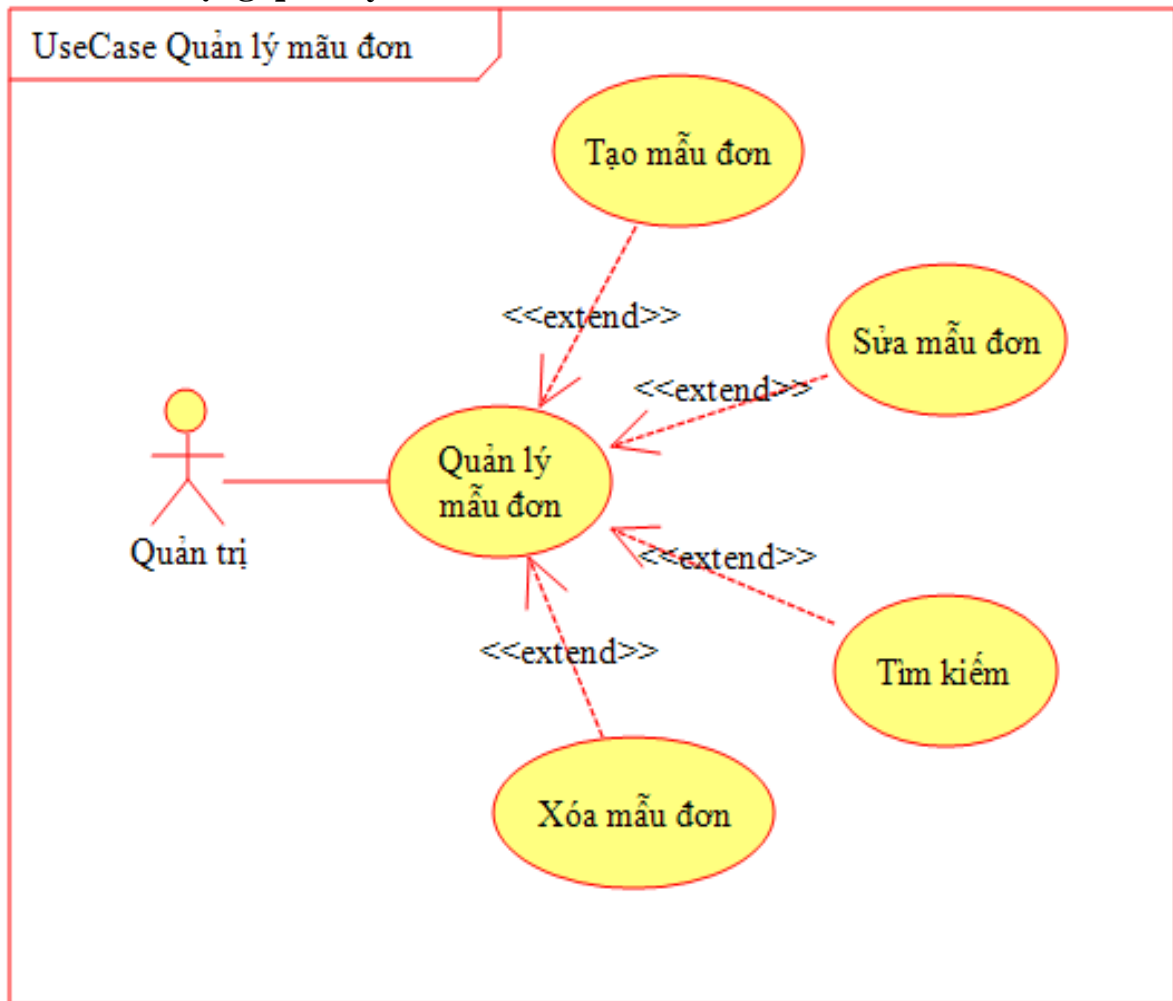 UseCase Quản lý mãu đơn
Tạo mẫu đơn
<<extend>>
Sửa mẫu đơn
<<extend>>
Quản lý
mẫu đơn
Quản trị
<<extend>>
<<extend>>
Tìm kiếm
Xóa mẫu đơn